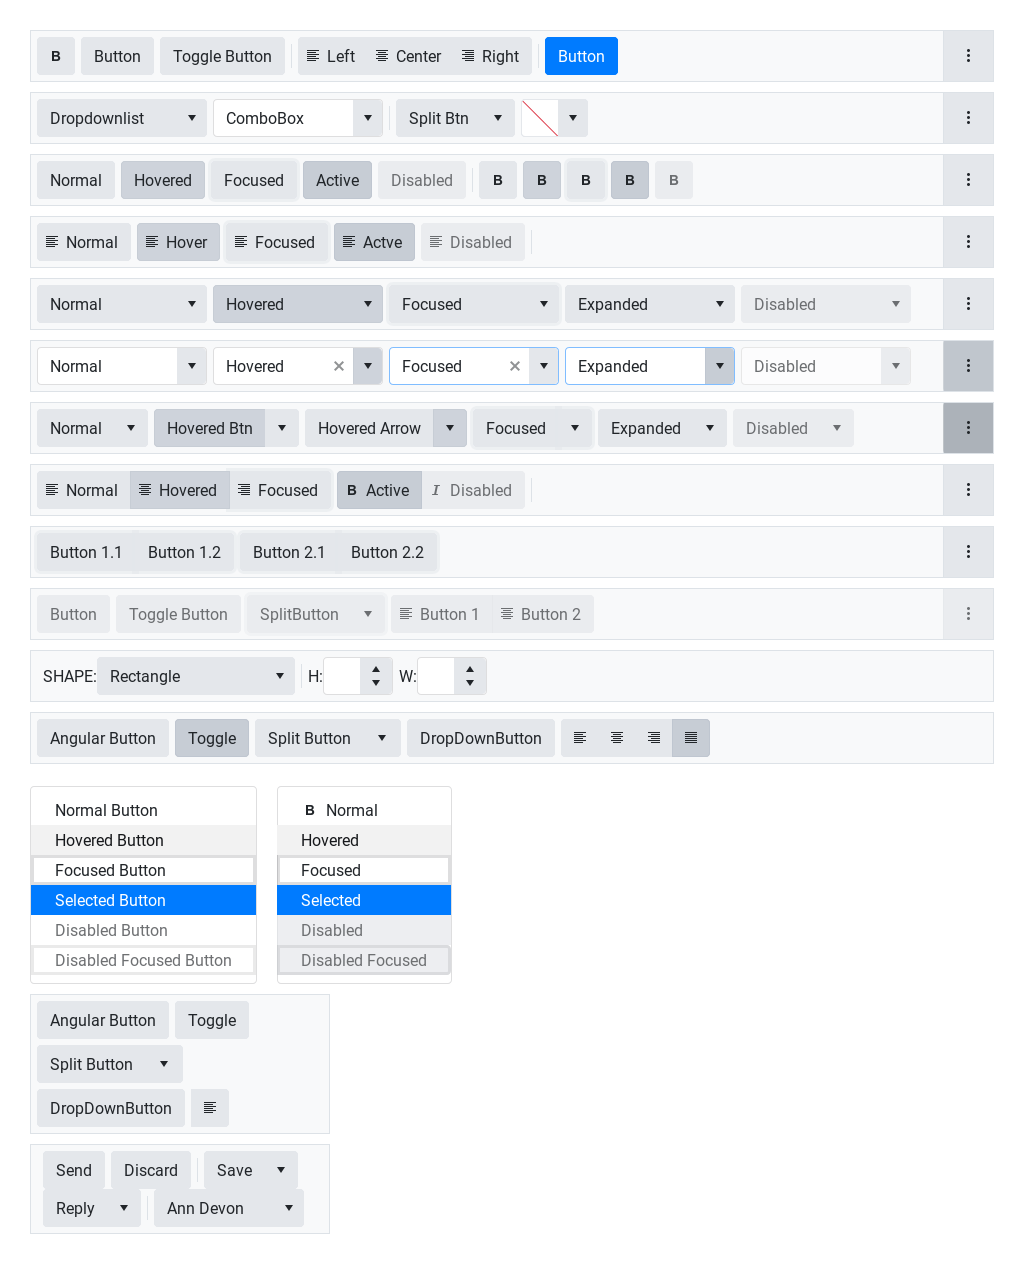 B Button Toggle Button Left Center Right Button
Dropdownlist ComboBox Split Btn
Normal Hovered Focused Active Disabled B B B B B
Normal Hover Focused Actve Disabled
Normal Hovered Focused Expanded Disabled
Normal Hovered Focused Expanded Disabled
Normal Hovered Btn Hovered Arrow Focused Expanded Disabled
Normal Hovered Focused B Active I Disabled
Button 1.1 Button 1.2 Button 2.1 Button 2.2
Button Toggle Button SplitButton Button 1 Button 2
SHAPE: Rectangle H: W:
Angular Button Toggle Split Button DropDownButton
Normal Button
Hovered Button
Focused Button
Selected Button
Disabled Button
Disabled Focused Button
B Normal
Hovered
Focused
Selected
Disabled
Disabled Focused
Angular Button Toggle
Split Button
DropDownButton
Send Discard Save
Reply Ann Devon